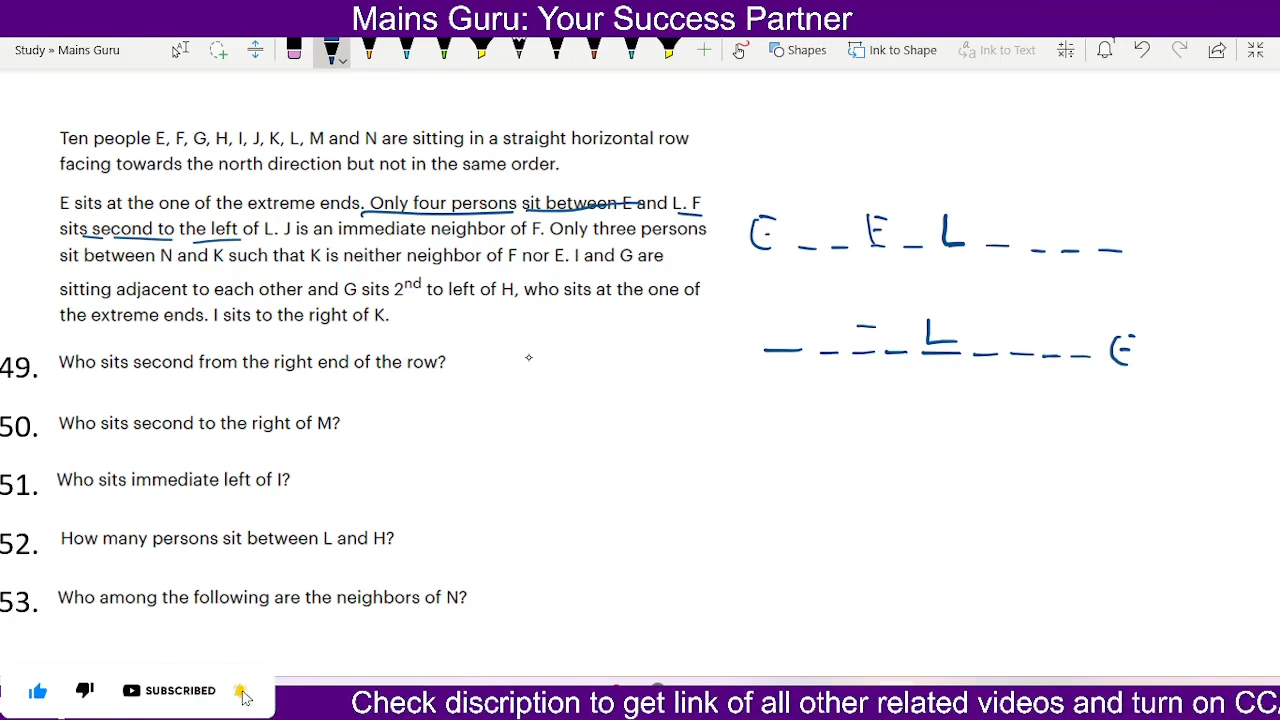 Mains Guru: Your Success Partner
Study » Mains Guru
Shapes
Ink to Shape
Ink to Text
Ten people E, F, G, H, I, J, K, L, M and N are sitting in a straight horizontal row
facing towards the north direction but not in the same order.
E sits at the one of the extreme ends. Only four persons sit between E and L. F
sits second to the left of L. J is an immediate neighbor of F. Only three persons
sit between N and K such that K is neither neighbor of F nor E. I and G are
sitting adjacent to each other and G sits 2nd to left of H, who sits at the one of
the extreme ends. I sits to the right of K.
E _ _ F _ L _ _ _ _
_ _ _ _ L _ _ _ _ E
49. Who sits second from the right end of the row?
50. Who sits second to the right of M?
51. Who sits immediate left of I?
52. How many persons sit between L and H?
53. Who among the following are the neighbors of N?
SUBSCRIBED
Check discription to get link of all other related videos and turn on CC